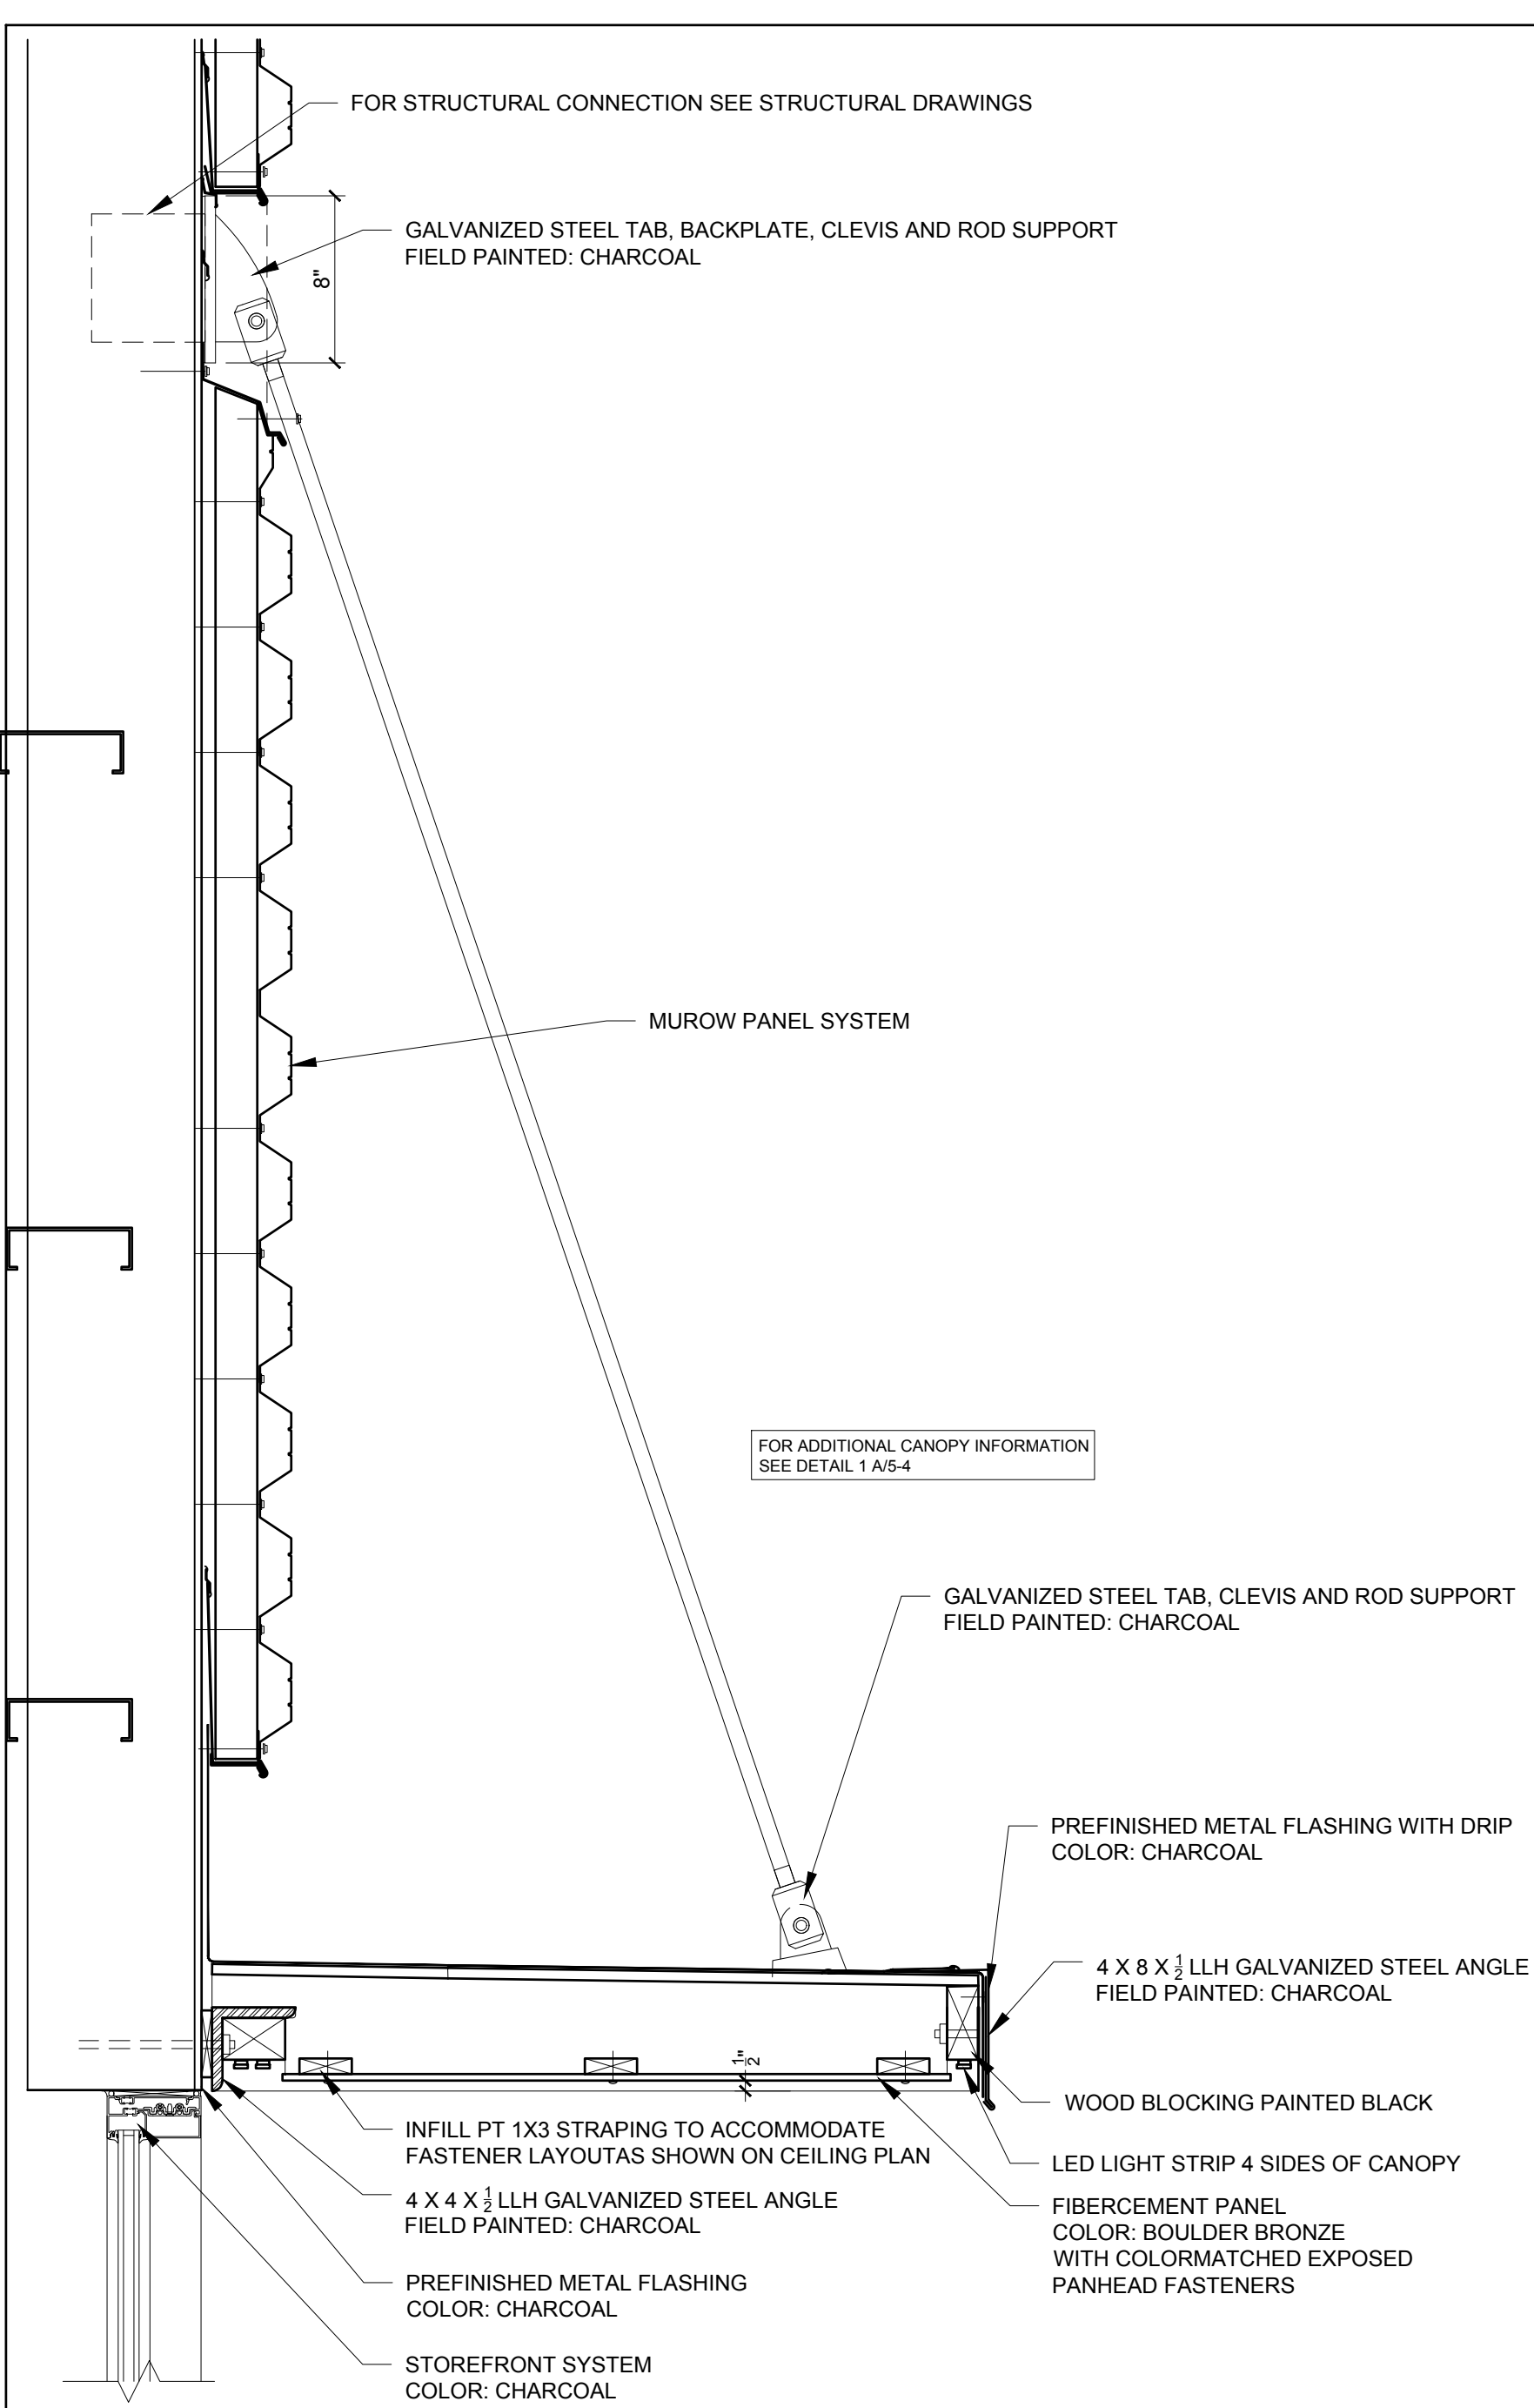 FOR STRUCTURAL CONNECTION SEE STRUCTURAL DRAWINGS
GALVANIZED STEEL TAB, BACKPLATE, CLEVIS AND ROD SUPPORT
FIELD PAINTED: CHARCOAL
8"
MUROW PANEL SYSTEM
FOR ADDITIONAL CANOPY INFORMATION
SEE DETAIL 1 A/5-4
GALVANIZED STEEL TAB, CLEVIS AND ROD SUPPORT
FIELD PAINTED: CHARCOAL
PREFINISHED METAL FLASHING WITH DRIP
COLOR: CHARCOAL
4 X 8 X 1/2 LLH GALVANIZED STEEL ANGLE
FIELD PAINTED: CHARCOAL
1/2"
WOOD BLOCKING PAINTED BLACK
INFILL PT 1X3 STRAPING TO ACCOMMODATE
FASTENER LAYOUTAS SHOWN ON CEILING PLAN
LED LIGHT STRIP 4 SIDES OF CANOPY
4 X 4 X 1/2 LLH GALVANIZED STEEL ANGLE
FIELD PAINTED: CHARCOAL
FIBERCEMENT PANEL
COLOR: BOULDER BRONZE
WITH COLORMATCHED EXPOSED
PANHEAD FASTENERS
PREFINISHED METAL FLASHING
COLOR: CHARCOAL
STOREFRONT SYSTEM
COLOR: CHARCOAL